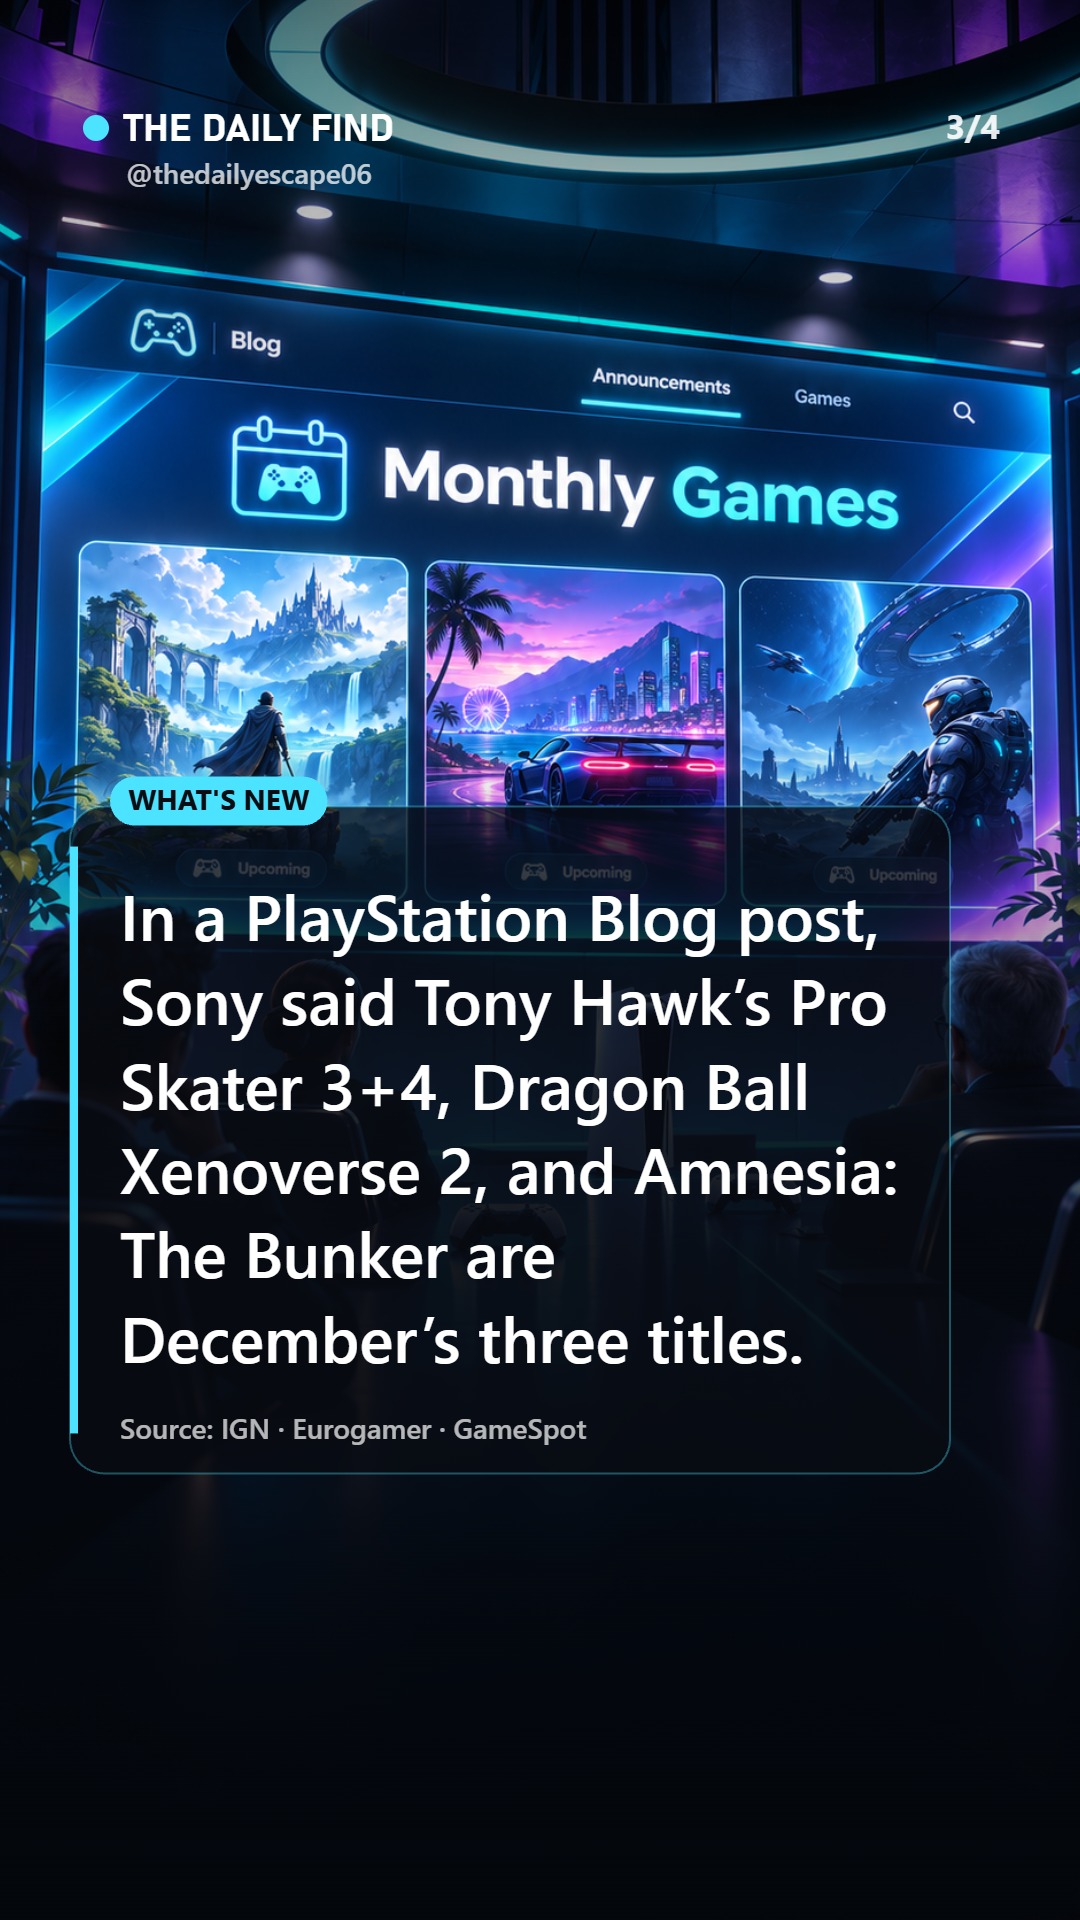 THE DAILY FIND
3/4
@thedailyescape06
Blog
Announcements
Games
Monthly Games
WHAT'S NEW
Upcoming
Upcoming
Upcoming
In a PlayStation Blog post,
Sony said Tony Hawk’s Pro
Skater 3+4, Dragon Ball
Xenoverse 2, and Amnesia:
The Bunker are
December’s three titles.
Source: IGN · Eurogamer · GameSpot